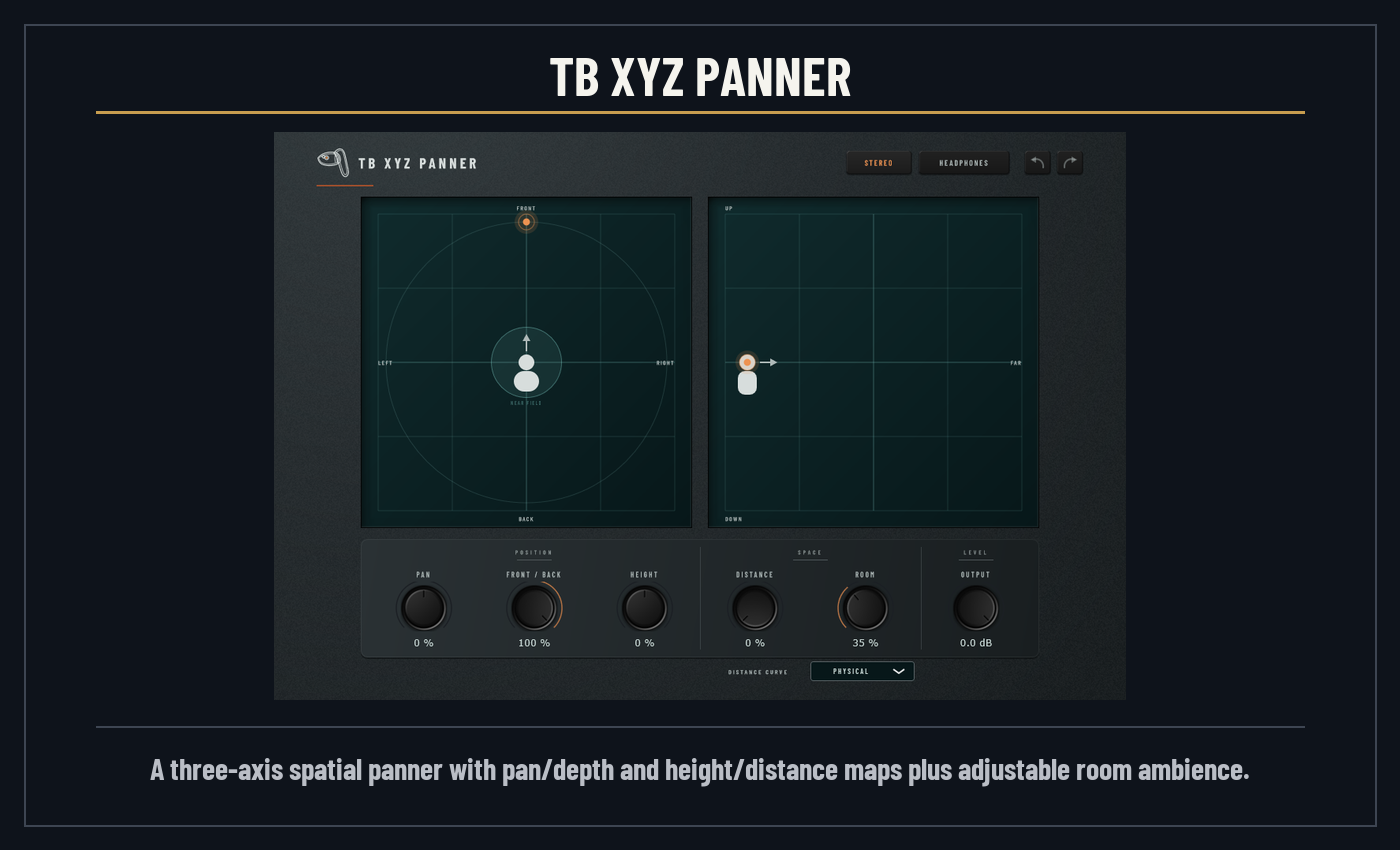 TB XYZ PANNER
TB XYZ PANNER
STEREO
HEADPHONES
FRONT
LEFT
RIGHT
NEAR FIELD
BACK
UP
FAR
DOWN
POSITION
SPACE
LEVEL
PAN
FRONT / BACK
HEIGHT
DISTANCE
ROOM
OUTPUT
0 %
100 %
0 %
0 %
35 %
0.0 dB
DISTANCE CURVE
PHYSICAL
A three-axis spatial panner with pan/depth and height/distance maps plus adjustable room ambience.